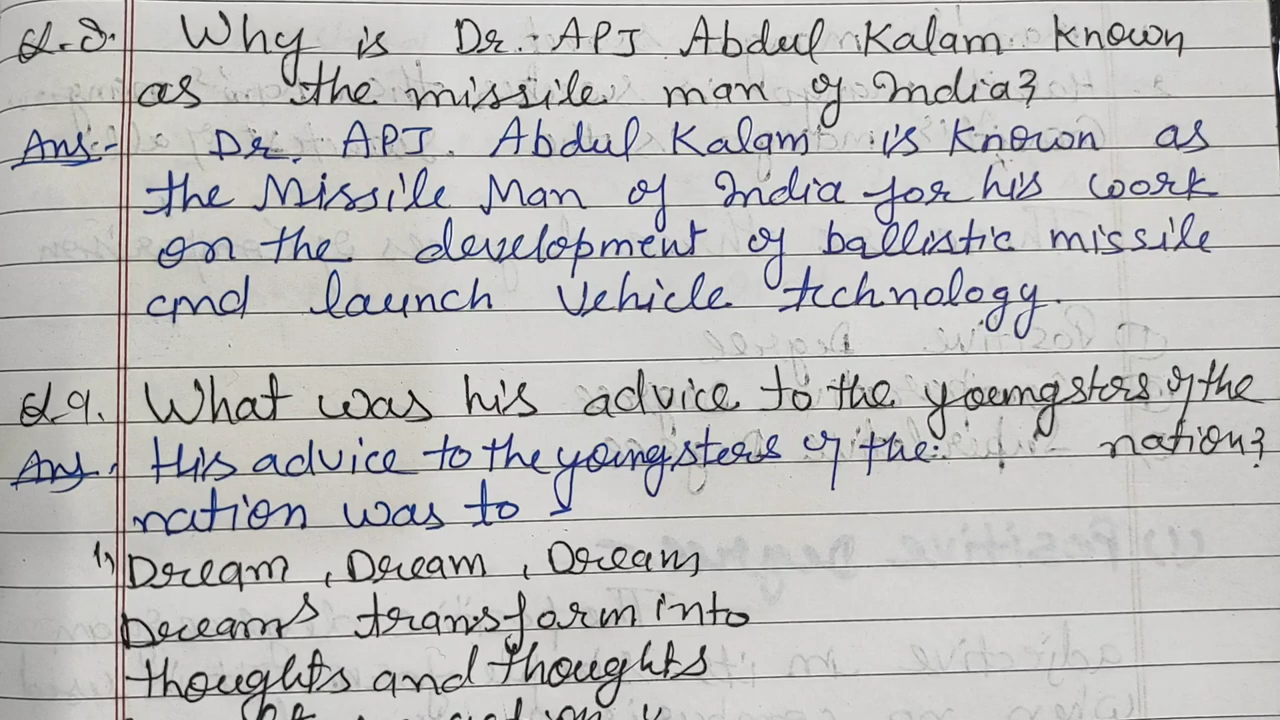 Q.8. Why is Dr. APJ Abdul Kalam known
as the missile man of India?
Ans:- Dr. APJ. Abdul Kalam is known as
the Missile Man of India for his work
on the development of ballistic missile
and launch vehicle technology.
Q9. What was his advice to the youngsters of the
nation?
Ans. His advice to the youngsters of the
nation was to
1) Dream, Dream, Dream
Dreams transform into
thoughts and thoughts